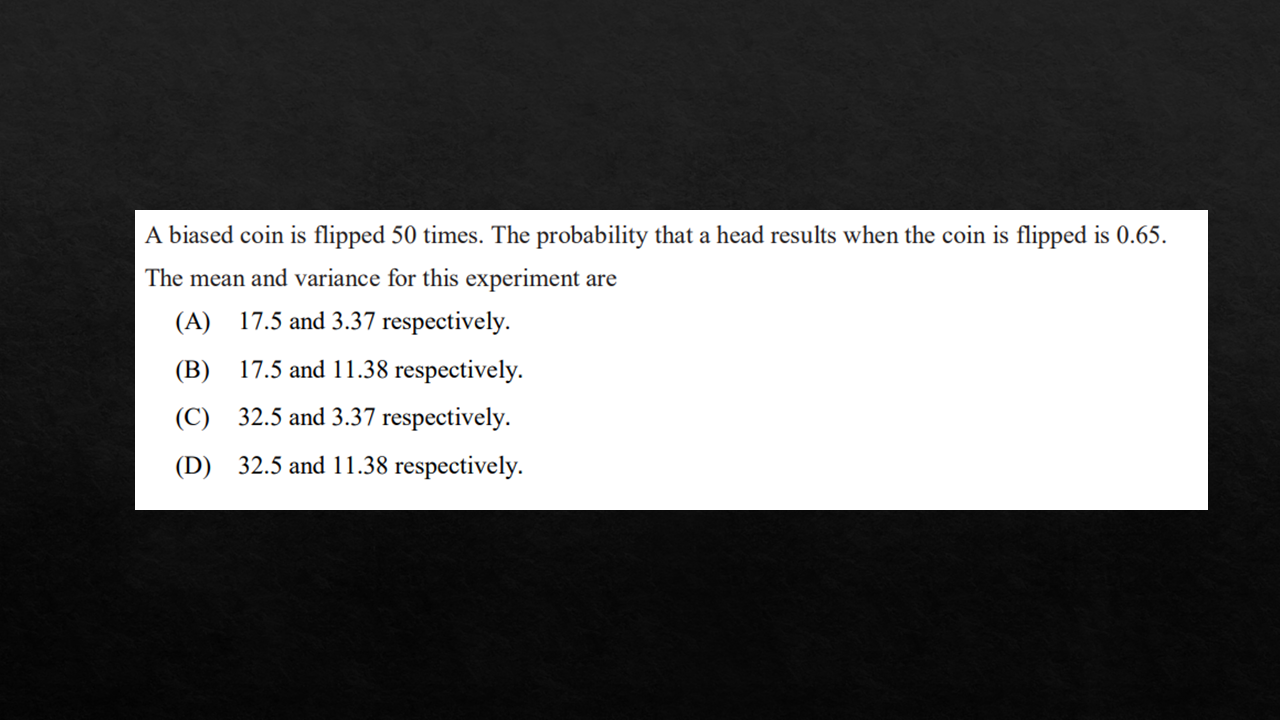 A biased coin is flipped 50 times. The probability that a head results when the coin is flipped is 0.65.
The mean and variance for this experiment are
(A) 17.5 and 3.37 respectively.
(B) 17.5 and 11.38 respectively.
(C) 32.5 and 3.37 respectively.
(D) 32.5 and 11.38 respectively.